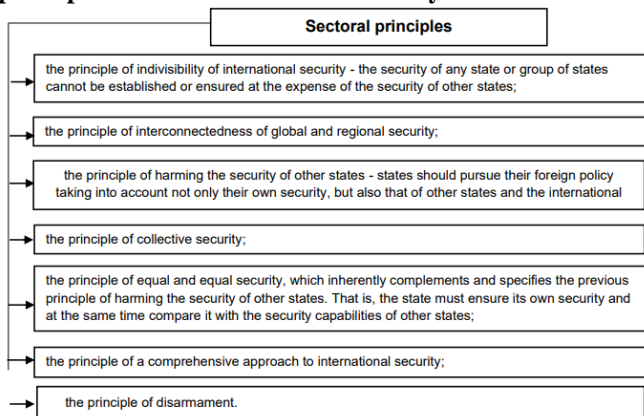 Sectoral principles
the principle of indivisibility of international security - the security of any state or group of states
cannot be established or ensured at the expense of the security of other states;
the principle of interconnectedness of global and regional security;
the principle of harming the security of other states - states should pursue their foreign policy
taking into account not only their own security, but also that of other states and the international
the principle of collective security;
the principle of equal and equal security, which inherently complements and specifies the previous
principle of harming the security of other states. That is, the state must ensure its own security and
at the same time compare it with the security capabilities of other states;
the principle of a comprehensive approach to international security;
the principle of disarmament.